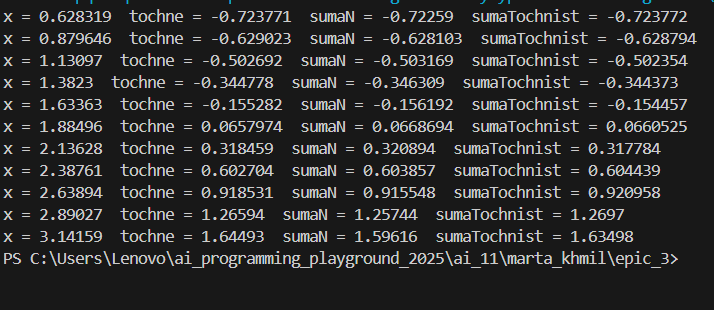 x = 0.628319  tochne = -0.723771  sumaN = -0.72259  sumaTochnist = -0.723772
x = 0.879646  tochne = -0.629023  sumaN = -0.628103  sumaTochnist = -0.628794
x = 1.13097  tochne = -0.502692  sumaN = -0.503169  sumaTochnist = -0.502354
x = 1.3823  tochne = -0.344778  sumaN = -0.346309  sumaTochnist = -0.344373
x = 1.63363  tochne = -0.155282  sumaN = -0.156192  sumaTochnist = -0.154457
x = 1.88496  tochne = 0.0657974  sumaN = 0.0668694  sumaTochnist = 0.0660525
x = 2.13628  tochne = 0.318459  sumaN = 0.320894  sumaTochnist = 0.317784
x = 2.38761  tochne = 0.602704  sumaN = 0.603857  sumaTochnist = 0.604439
x = 2.63894  tochne = 0.918531  sumaN = 0.915548  sumaTochnist = 0.920958
x = 2.89027  tochne = 1.26594  sumaN = 1.25744  sumaTochnist = 1.2697
x = 3.14159  tochne = 1.64493  sumaN = 1.59616  sumaTochnist = 1.63498
PS C:\Users\Lenovo\ai_programming_playground_2025\ai_11\marta_khmil\epic_3>